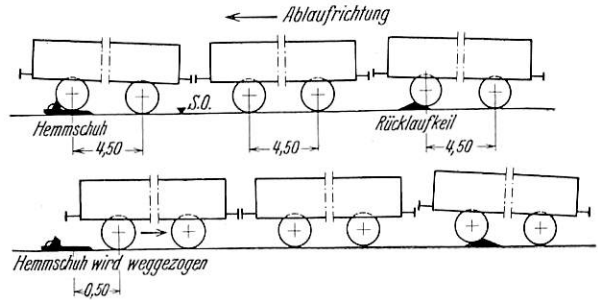 Ablaufrichtung
S.O.
Hemmschuh
Rücklaufkeil
4,50
4,50
4,50
Hemmschuh wird weggezogen
0,50